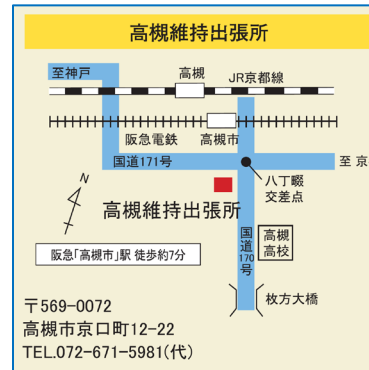 高槻維持出張所
至神戸
高槻
JR京都線
阪急電鉄
高槻市
国道171号
至 京
八丁畷
交差点
N
高槻維持出張所
国道170号
高槻
高校
阪急「高槻市」駅 徒歩約7分
枚方大橋
〒569-0072
高槻市京口町12-22
TEL.072-671-5981(代)